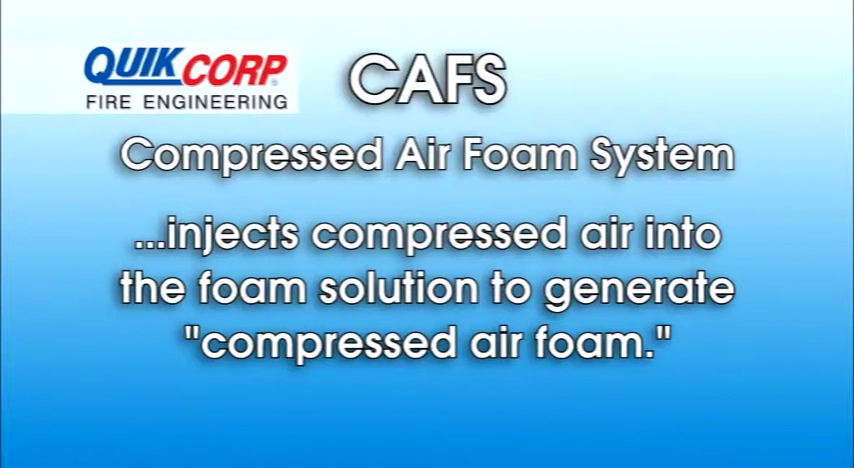 QUIKCORP
FIRE ENGINEERING
CAFS
Compressed Air Foam System
...injects compressed air into
the foam solution to generate
"compressed air foam."